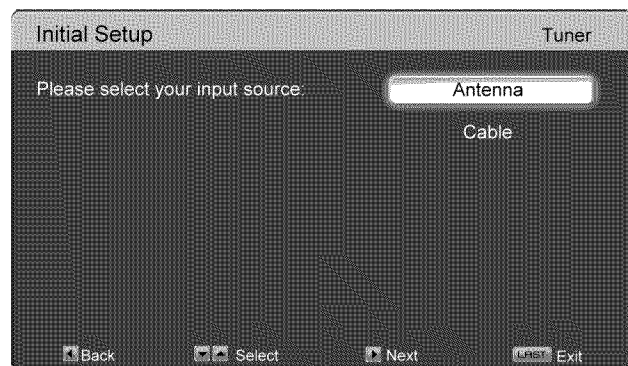 Initial Setup Tuner
Please select your input source: Antenna
Cable
Back Select Next LAST Exit